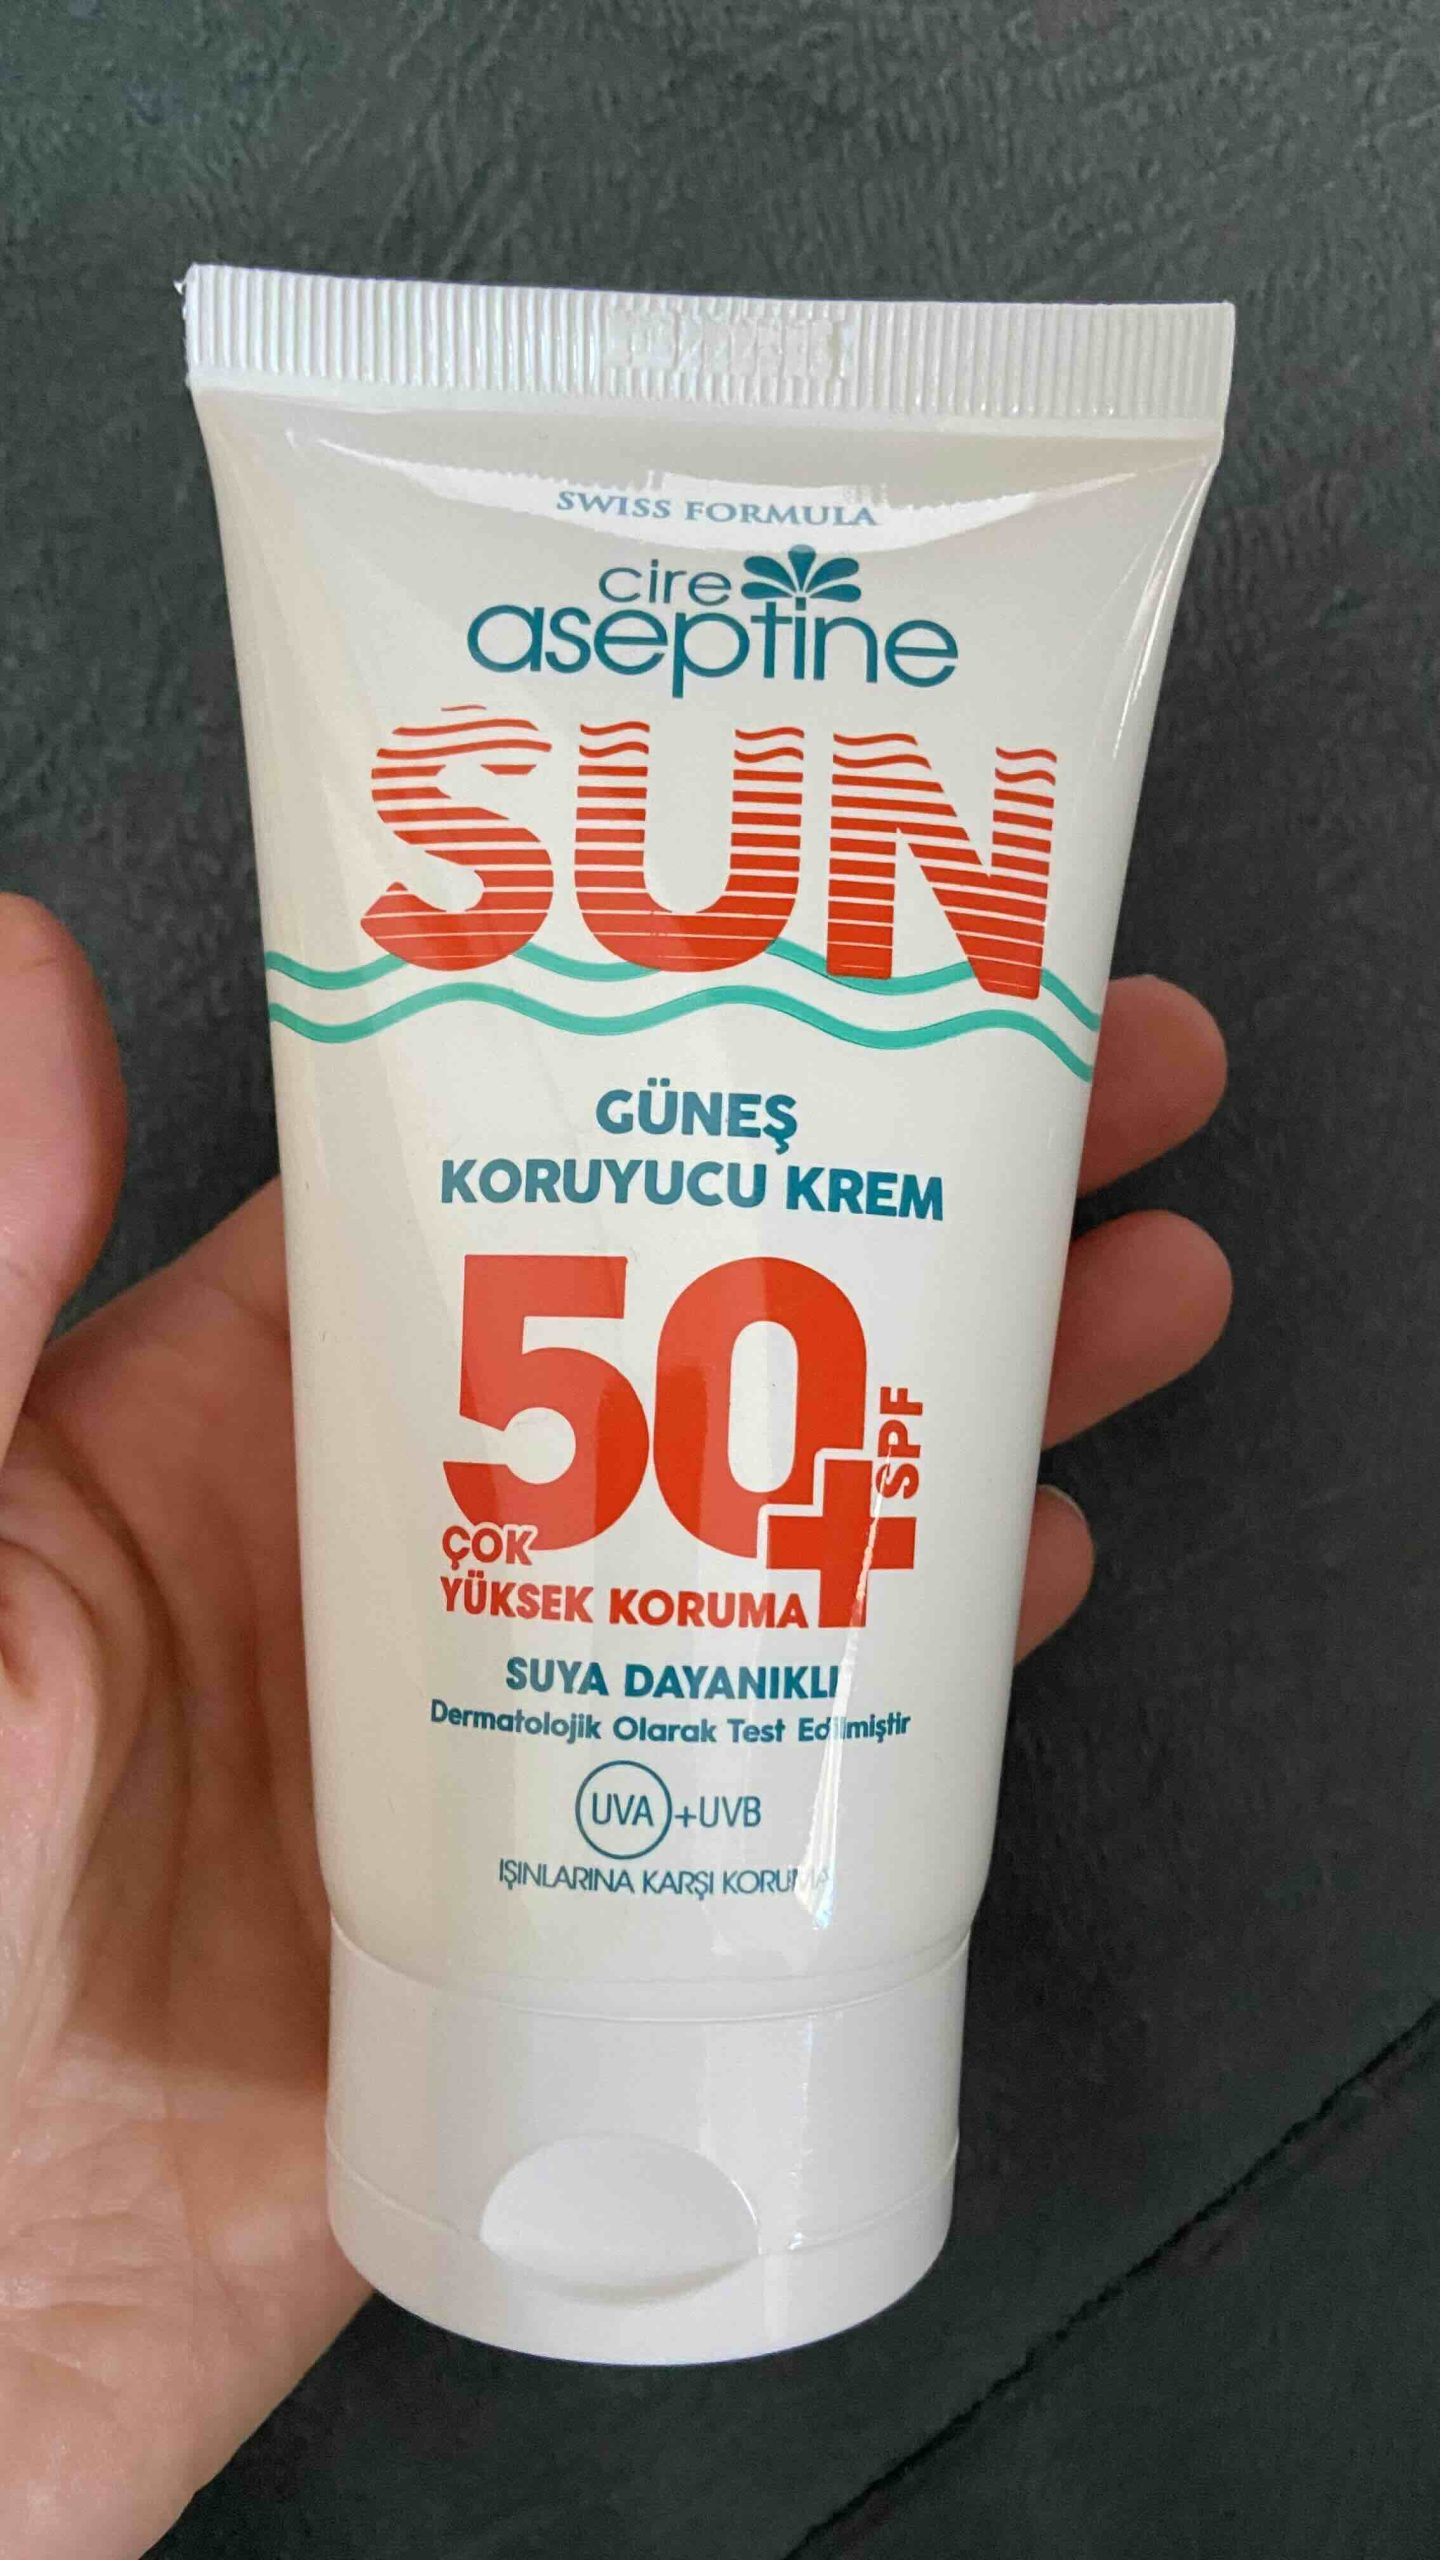 SWISS FORMULA
cire
aseptine
SUN
GÜNEŞ
KORUYUCU KREM
50+ SPF
ÇOK
YÜKSEK KORUMA
SUYA DAYANIKLI
Dermatolojik Olarak Test Edilmiştir
UVA +UVB
IŞINLARINA KARŞI KORUMA